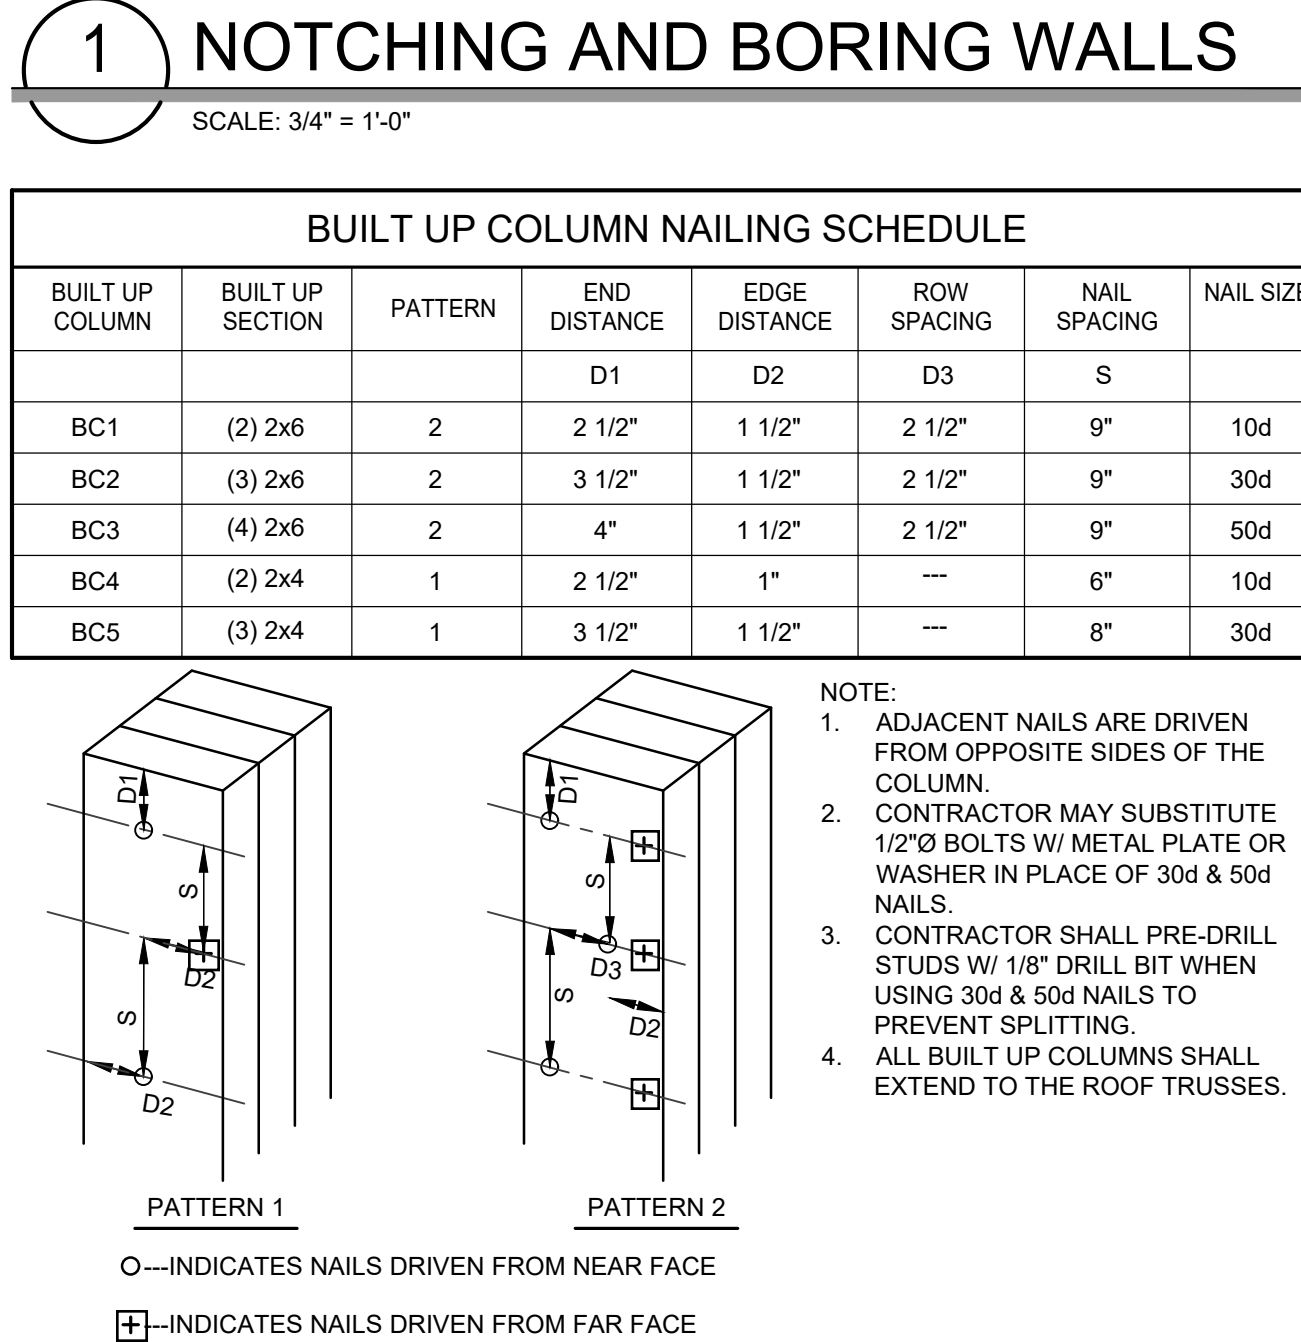 1
NOTCHING AND BORING WALLS
SCALE: 3/4" = 1'-0"
BUILT UP COLUMN NAILING SCHEDULE
BUILT UP COLUMN BUILT UP SECTION PATTERN END DISTANCE EDGE DISTANCE ROW SPACING NAIL SPACING NAIL SIZE
D1 D2 D3 S
BC1 (2) 2x6 2 2 1/2" 1 1/2" 2 1/2" 9" 10d
BC2 (3) 2x6 2 3 1/2" 1 1/2" 2 1/2" 9" 30d
BC3 (4) 2x6 2 4" 1 1/2" 2 1/2" 9" 50d
BC4 (2) 2x4 1 2 1/2" 1" --- 6" 10d
BC5 (3) 2x4 1 3 1/2" 1 1/2" --- 8" 30d
D1
S
D2
S
D2
PATTERN 1
D1
S
D3
S
D2
PATTERN 2
NOTE:
1. ADJACENT NAILS ARE DRIVEN
FROM OPPOSITE SIDES OF THE
COLUMN.
2. CONTRACTOR MAY SUBSTITUTE
1/2"Ø BOLTS W/ METAL PLATE OR
WASHER IN PLACE OF 30d & 50d
NAILS.
3. CONTRACTOR SHALL PRE-DRILL
STUDS W/ 1/8" DRILL BIT WHEN
USING 30d & 50d NAILS TO
PREVENT SPLITTING.
4. ALL BUILT UP COLUMNS SHALL
EXTEND TO THE ROOF TRUSSES.
---INDICATES NAILS DRIVEN FROM NEAR FACE
---INDICATES NAILS DRIVEN FROM FAR FACE